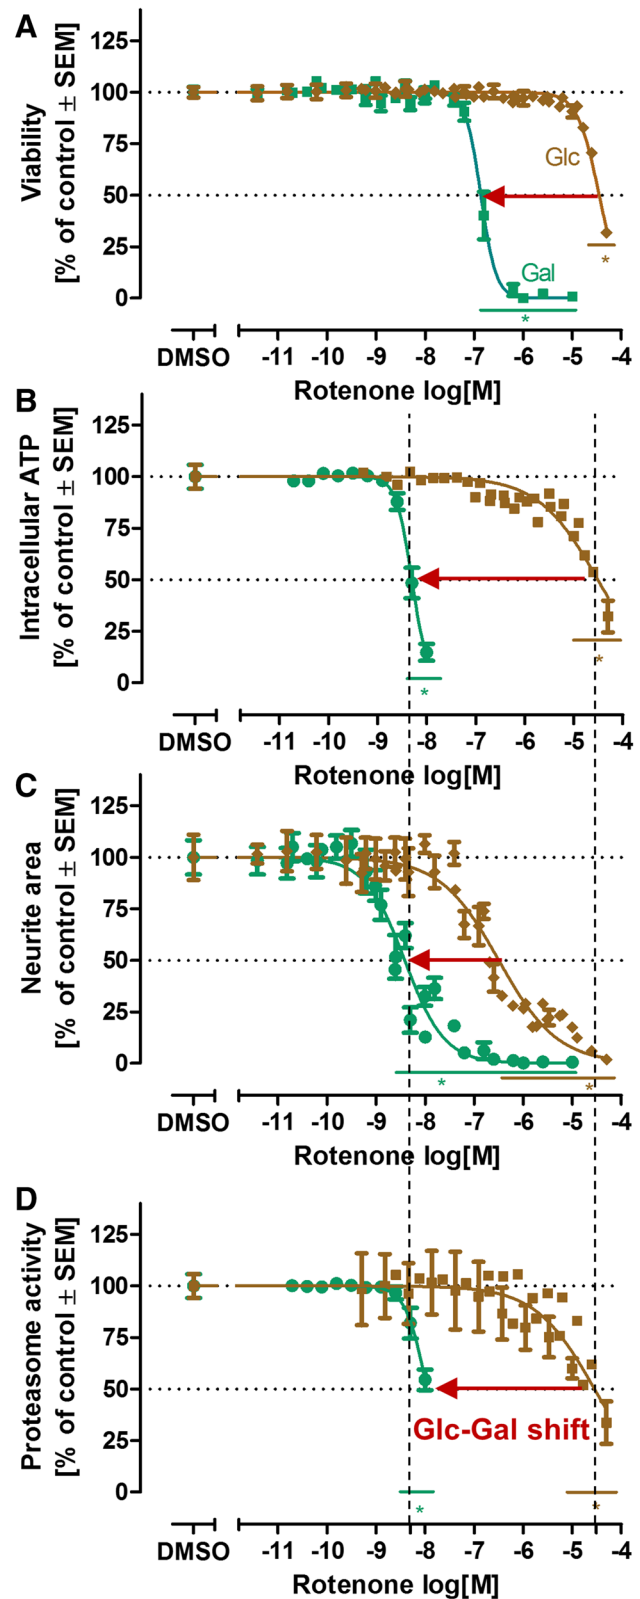 A
Viability
[% of control ± SEM]
125
100
75
50
25
0
Glc
*
Gal
*
DMSO
-11 -10 -9 -8 -7 -6 -5 -4
Rotenone log[M]
B
Intracellular ATP
[% of control ± SEM]
125
100
75
50
25
0
*
*
DMSO
-11 -10 -9 -8 -7 -6 -5 -4
Rotenone log[M]
C
Neurite area
[% of control ± SEM]
125
100
75
50
25
0
*
*
DMSO
-11 -10 -9 -8 -7 -6 -5 -4
Rotenone log[M]
D
Proteasome activity
[% of control ± SEM]
125
100
75
50
25
0
Glc-Gal shift
*
*
DMSO
-11 -10 -9 -8 -7 -6 -5 -4
Rotenone log[M]